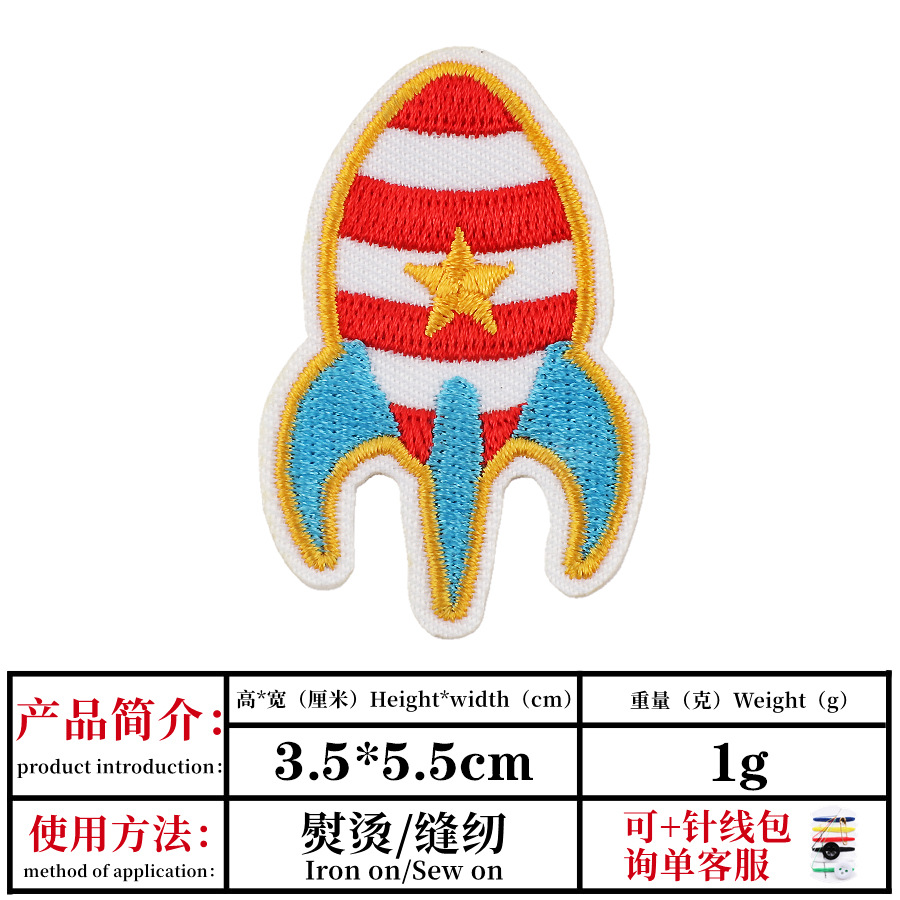 产品简介：
product introduction：
高*宽（厘米）Height*width（cm）
重量（克）Weight（g）
3.5*5.5cm
1g
使用方法：
method of application：
熨烫/缝纫
Iron on/Sew on
可+针线包
询单客服